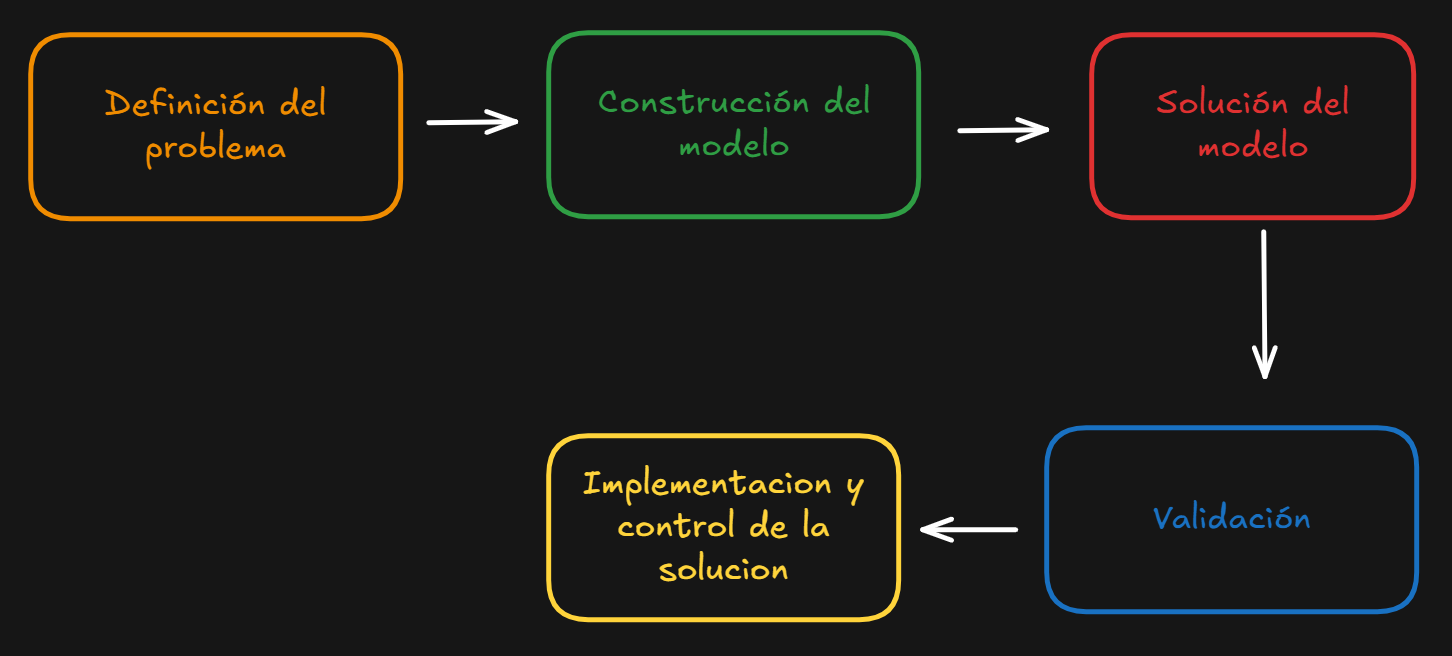 Definición del
problema
Construcción del
modelo
Solución del
modelo
Validación
Implementacion y
control de la
solucion